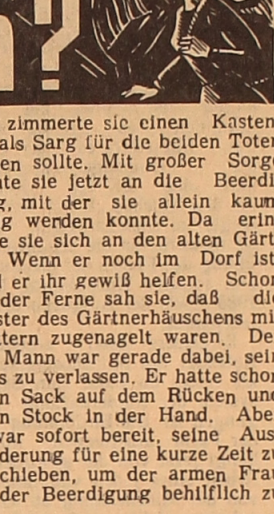 n?
zimmerte sie einen Kasten,
als Sarg für die beiden Toten
en sollte. Mit großer Sorge
te sie jetzt an die Beerdi
g, mit der sie allein kaum
g werden konnte. Da erin
e sie sich an den alten Gärt
Wenn er noch im Dorf ist
er ihr gewiß helfen. Schon
der Ferne sah sie, daß die
ster des Gärtnerhäuschens mi
tern zugenagelt waren. De
Mann war gerade dabei, sein
s zu verlassen. Er hatte schon
n Sack auf dem Rücken und
n Stock in der Hand. Abe
war sofort bereit, seine Aus
derung für eine kurze Zeit zu
chieben, um der armen Frau
der Beerdigung behilflich zu